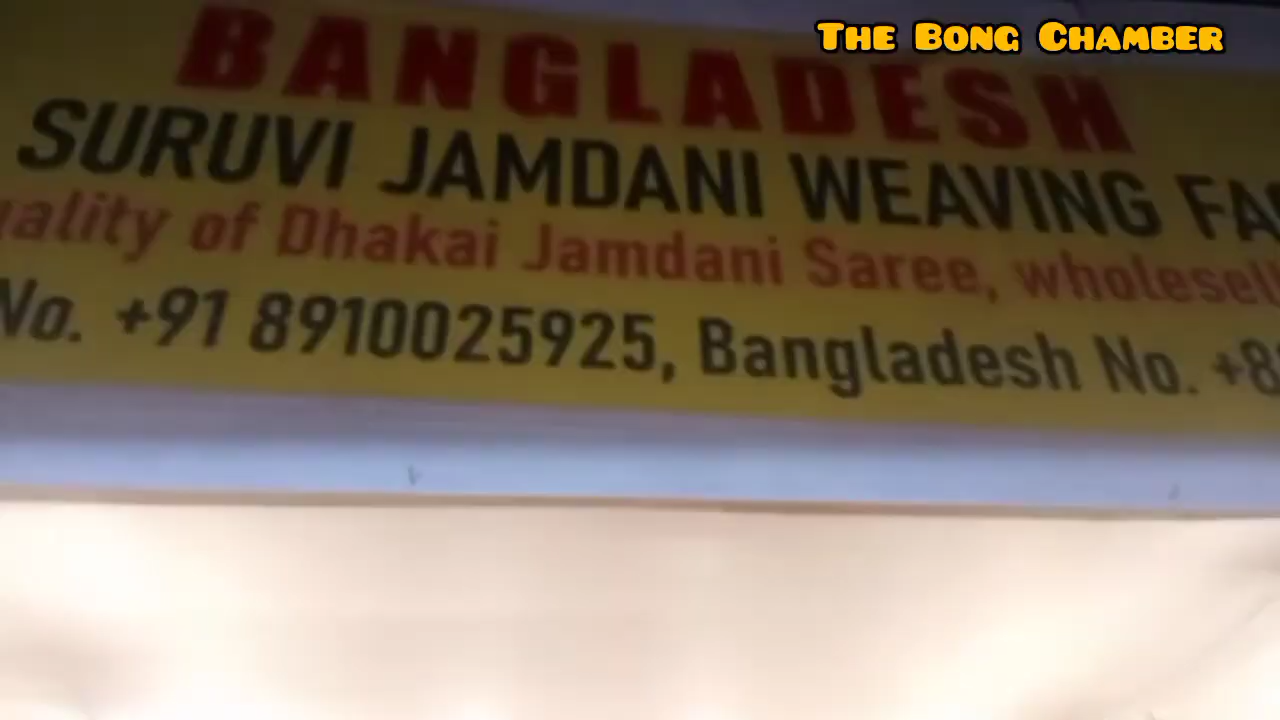 The Bong Chamber
BANGLADESH
SURUVI JAMDANI WEAVING
of Dhakai Jamdani Saree,
No. +91 8910025925, Bangladesh No.